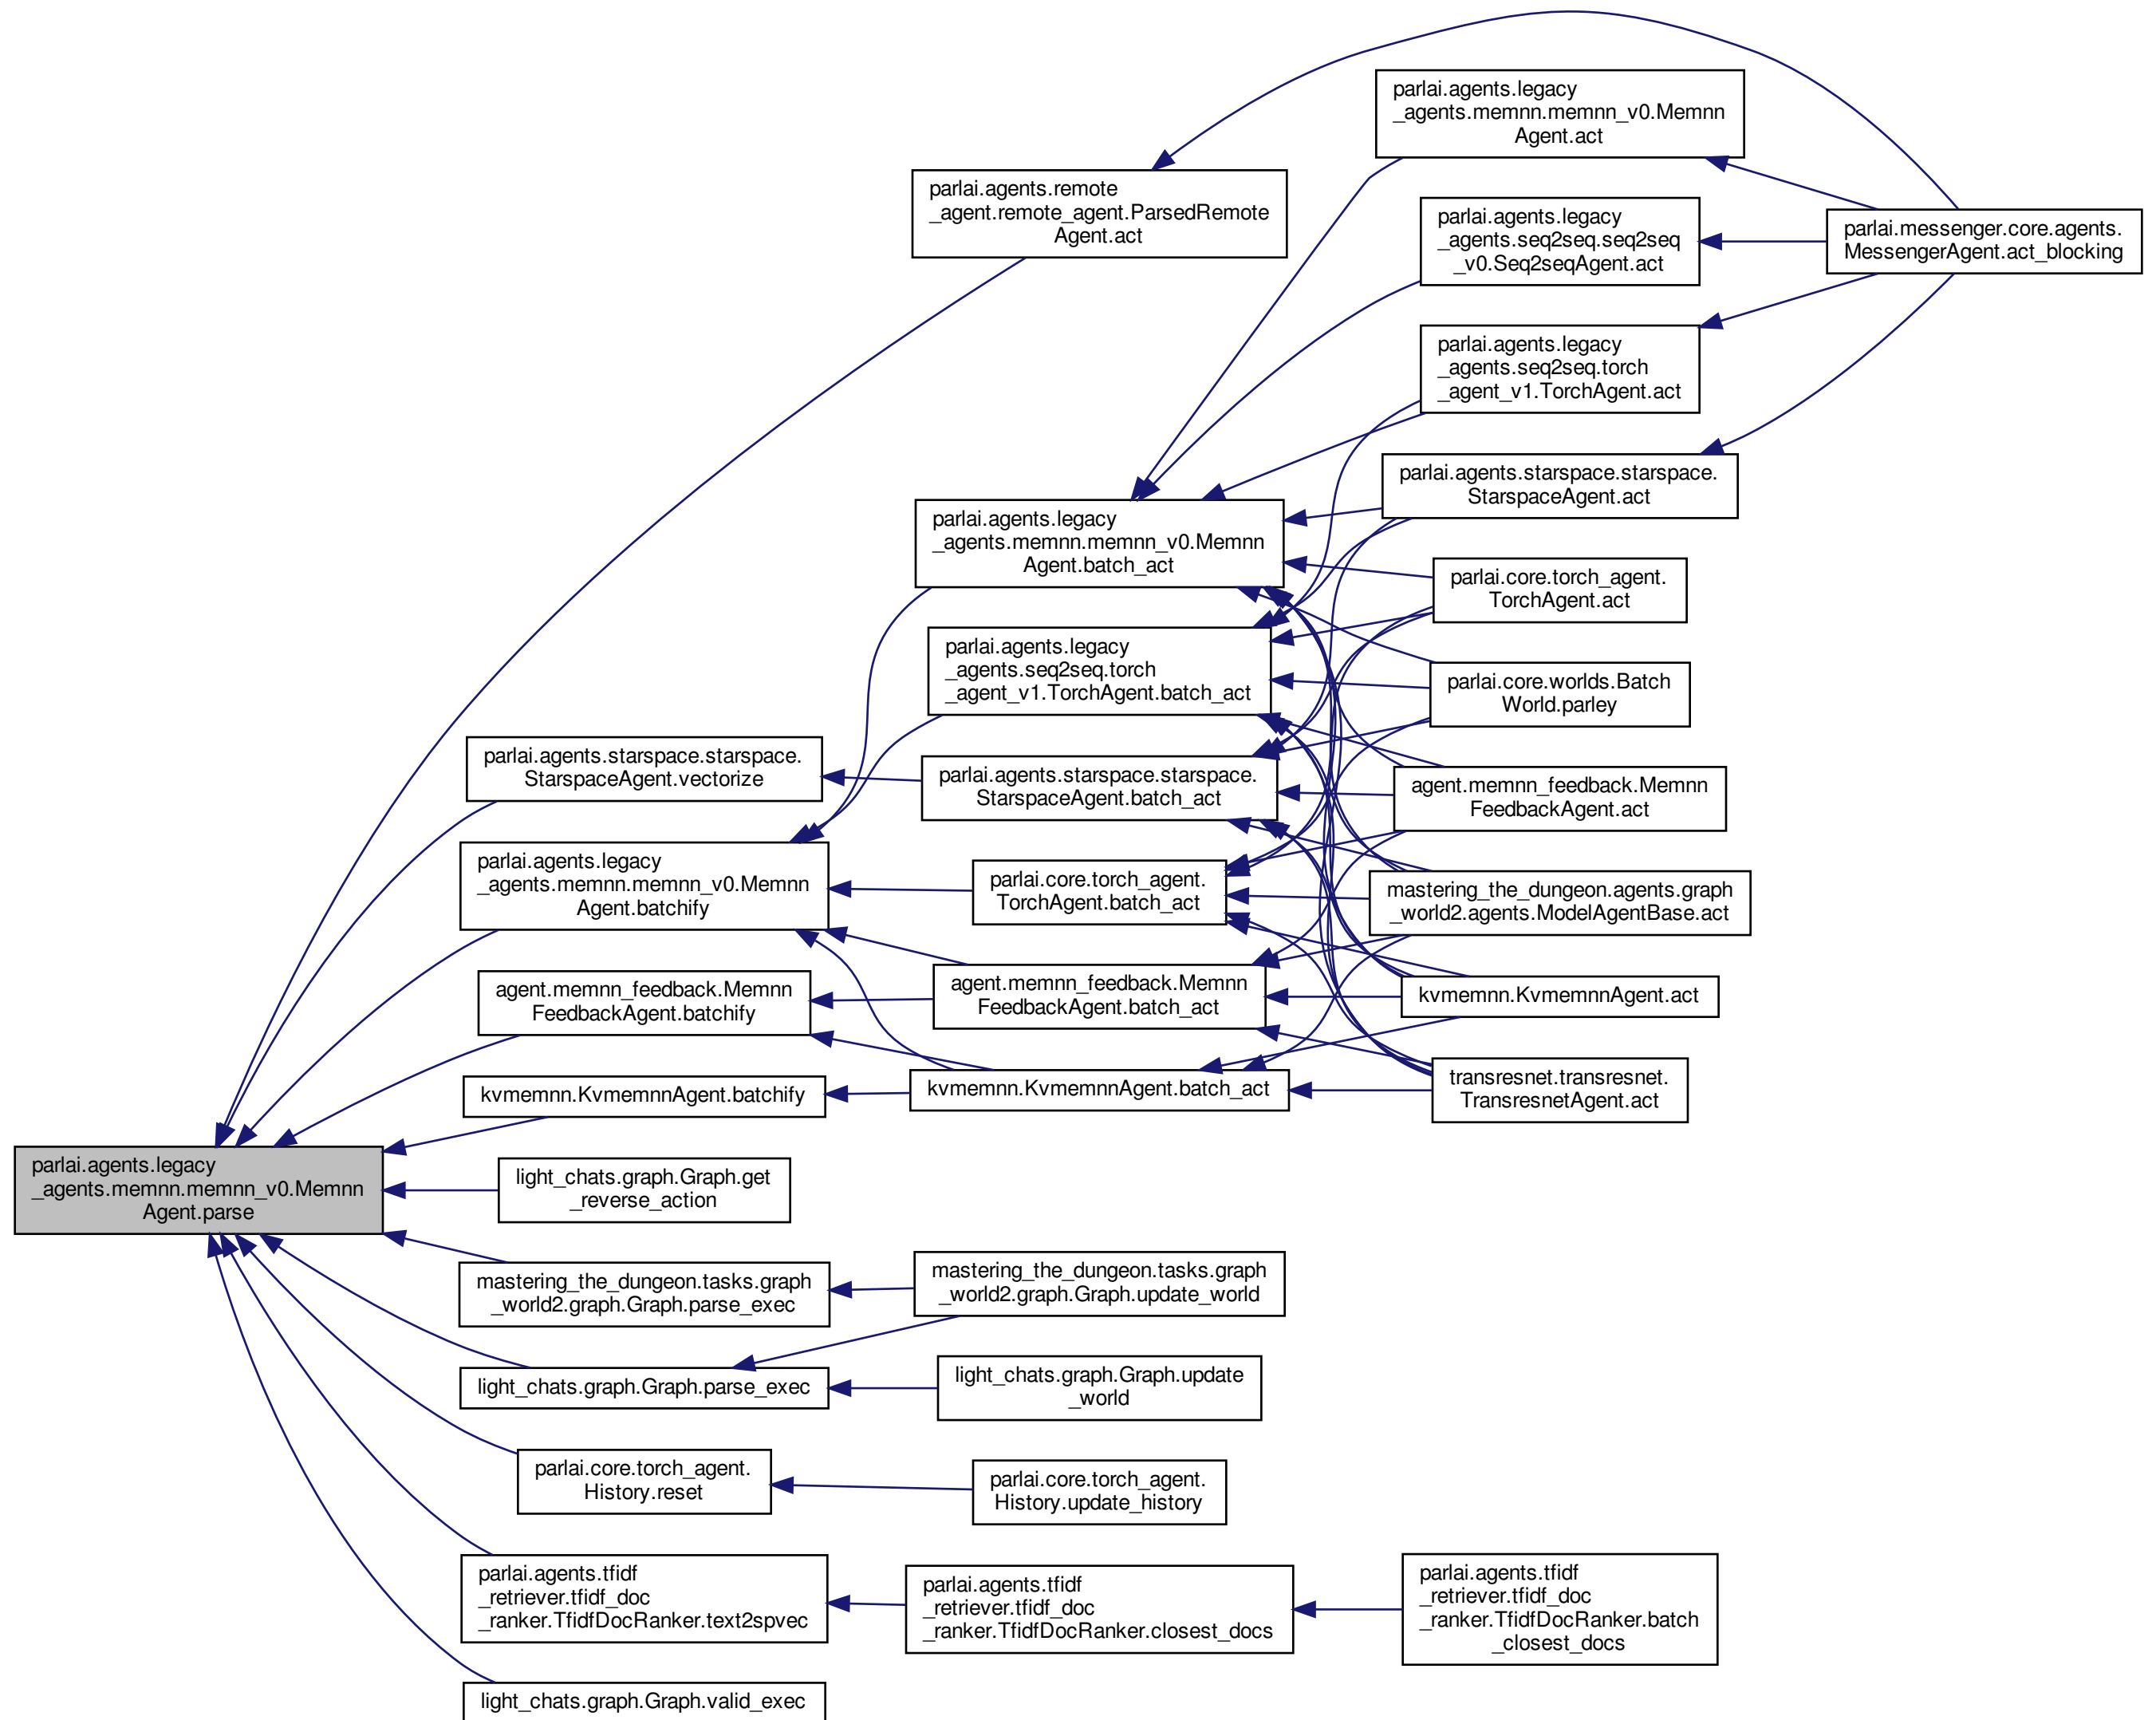 parlai.agents.legacy
_agents.memnn.memnn_v0.Memnn
Agent.parse
parlai.agents.remote
_agent.remote_agent.ParsedRemote
Agent.act
parlai.agents.starspace.starspace.
StarspaceAgent.vectorize
parlai.agents.legacy
_agents.memnn.memnn_v0.Memnn
Agent.batchify
agent.memnn_feedback.Memnn
FeedbackAgent.batchify
kvmemnn.KvmemnnAgent.batchify
light_chats.graph.Graph.get
_reverse_action
mastering_the_dungeon.tasks.graph
_world2.graph.Graph.parse_exec
light_chats.graph.Graph.parse_exec
parlai.core.torch_agent.
History.reset
parlai.agents.tfidf
_retriever.tfidf_doc
_ranker.TfidfDocRanker.text2spvec
light_chats.graph.Graph.valid_exec
parlai.agents.legacy
_agents.memnn.memnn_v0.Memnn
Agent.batch_act
parlai.agents.legacy
_agents.seq2seq.torch
_agent_v1.TorchAgent.batch_act
parlai.agents.starspace.starspace.
StarspaceAgent.batch_act
parlai.core.torch_agent.
TorchAgent.batch_act
agent.memnn_feedback.Memnn
FeedbackAgent.batch_act
kvmemnn.KvmemnnAgent.batch_act
mastering_the_dungeon.tasks.graph
_world2.graph.Graph.update_world
light_chats.graph.Graph.update
_world
parlai.core.torch_agent.
History.update_history
parlai.agents.tfidf
_retriever.tfidf_doc
_ranker.TfidfDocRanker.closest_docs
parlai.agents.legacy
_agents.memnn.memnn_v0.Memnn
Agent.act
parlai.agents.legacy
_agents.seq2seq.seq2seq
_v0.Seq2seqAgent.act
parlai.agents.legacy
_agents.seq2seq.torch
_agent_v1.TorchAgent.act
parlai.agents.starspace.starspace.
StarspaceAgent.act
parlai.core.torch_agent.
TorchAgent.act
parlai.core.worlds.Batch
World.parley
agent.memnn_feedback.Memnn
FeedbackAgent.act
mastering_the_dungeon.agents.graph
_world2.agents.ModelAgentBase.act
kvmemnn.KvmemnnAgent.act
transresnet.transresnet.
TransresnetAgent.act
parlai.agents.tfidf
_retriever.tfidf_doc
_ranker.TfidfDocRanker.batch
_closest_docs
parlai.messenger.core.agents.
MessengerAgent.act_blocking